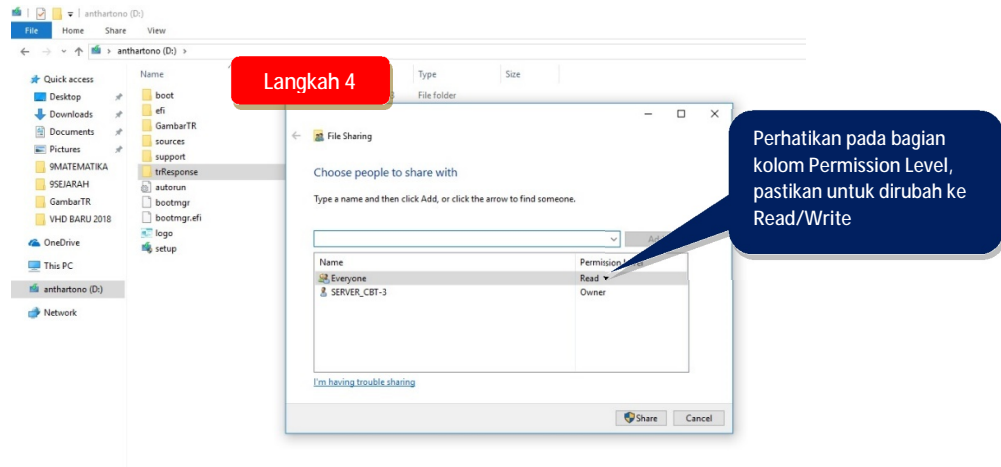 anthartono (D:)
File Home Share View
anthartono (D:)
Quick access
Desktop
Downloads
Documents
Pictures
9MATEMATIKA
9SEJARAH
GambarTR
VHD BARU 2018
OneDrive
This PC
anthartono (D:)
Network
Name Type Size
boot File folder
efi
GambarTR
sources
support
trResponse
autorun
bootmgr
bootmgr.efi
logo
setup
Langkah 4
File Sharing
Choose people to share with
Type a name and then click Add, or click the arrow to find someone.
Name Permission
Everyone Read
SERVER_CBT-3 Owner
I'm having trouble sharing
Share Cancel
Perhatikan pada bagian
kolom Permission Level,
pastikan untuk dirubah ke
Read/Write